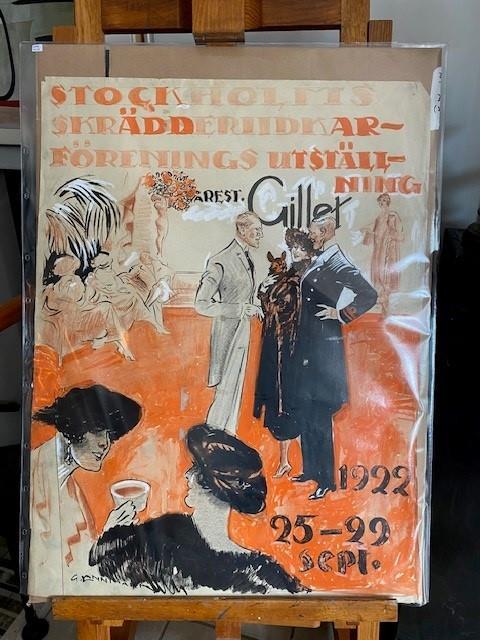 STOCKHOLMS
SKRÄDDERIIDKAR-
FÖRENINGS UTSTÄLL-
NING
REST. Gillet
1922
25-29
Sept.